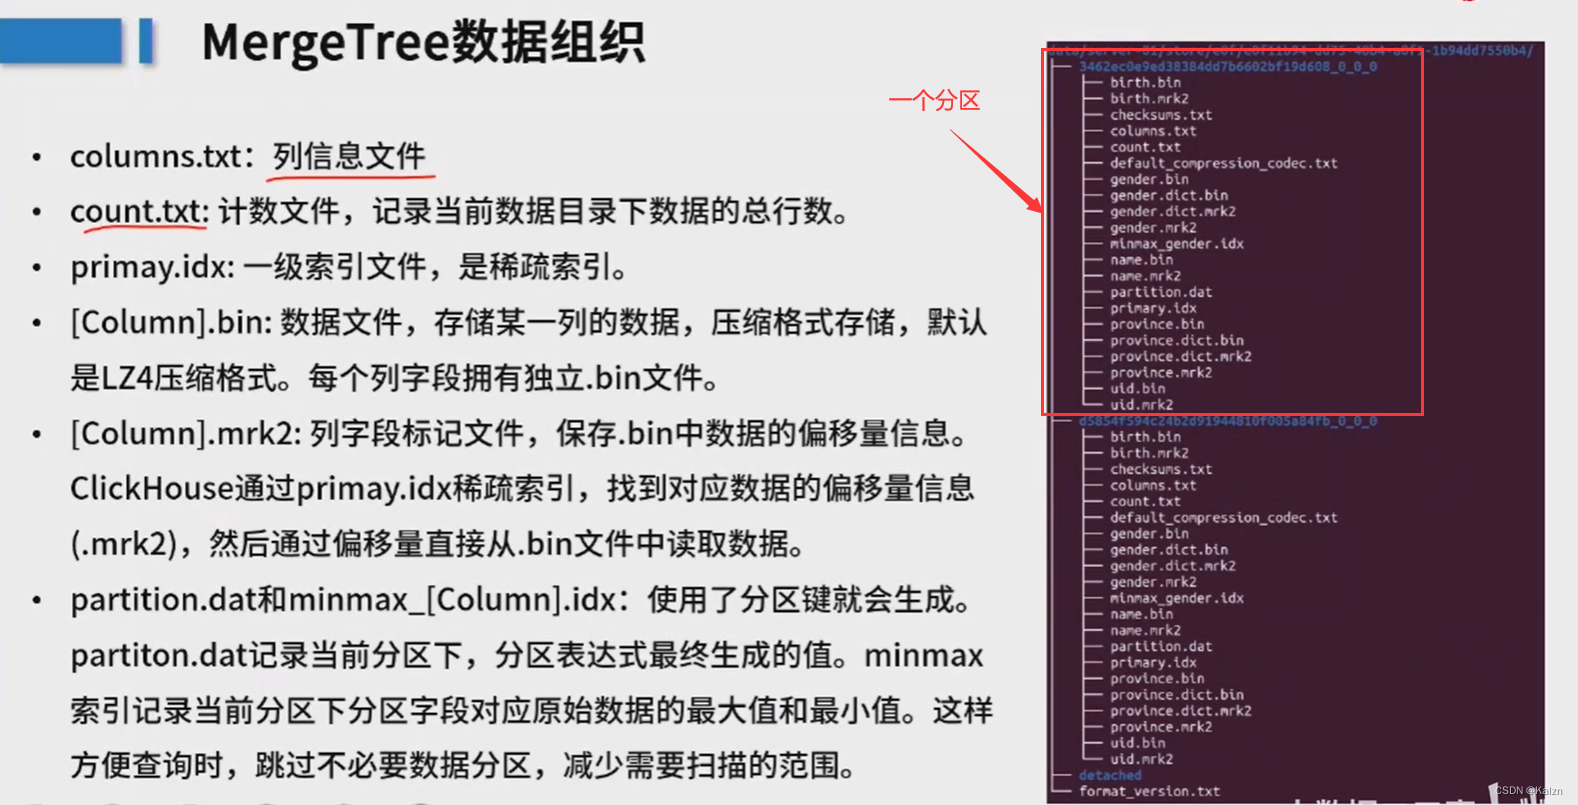 MergeTree数据组织
• columns.txt：列信息文件
• count.txt: 计数文件，记录当前数据目录下数据的总行数。
• primay.idx: 一级索引文件，是稀疏索引。
• [Column].bin: 数据文件，存储某一列的数据，压缩格式存储，默认
是LZ4压缩格式。每个列字段拥有独立.bin文件。
• [Column].mrk2: 列字段标记文件，保存.bin中数据的偏移量信息。
ClickHouse通过primay.idx稀疏索引，找到对应数据的偏移量信息
(.mrk2)，然后通过偏移量直接从.bin文件中读取数据。
• partition.dat和minmax_[Column].idx：使用了分区键就会生成。
partiton.dat记录当前分区下，分区表达式最终生成的值。minmax
索引记录当前分区下分区字段对应原始数据的最大值和最小值。这样
方便查询时，跳过不必要数据分区，减少需要扫描的范围。
一个分区
3462ec0e9ed38384dd7b6602bf19d608_0_0_0
birth.bin
birth.mrk2
checksums.txt
columns.txt
count.txt
default_compression_codec.txt
gender.bin
gender.dict.bin
gender.dict.mrk2
gender.mrk2
minmax_gender.idx
name.bin
name.mrk2
partition.dat
primary.idx
province.bin
province.dict.bin
province.dict.mrk2
province.mrk2
uid.bin
uid.mrk2
d5854f594c24b2d91944810f005a84fb_0_0_0
birth.bin
birth.mrk2
checksums.txt
columns.txt
count.txt
default_compression_codec.txt
gender.bin
gender.dict.bin
gender.dict.mrk2
gender.mrk2
minmax_gender.idx
name.bin
name.mrk2
partition.dat
primary.idx
province.bin
province.dict.bin
province.dict.mrk2
province.mrk2
uid.bin
uid.mrk2
detached
format_version.txt
CSDN @Kalzn